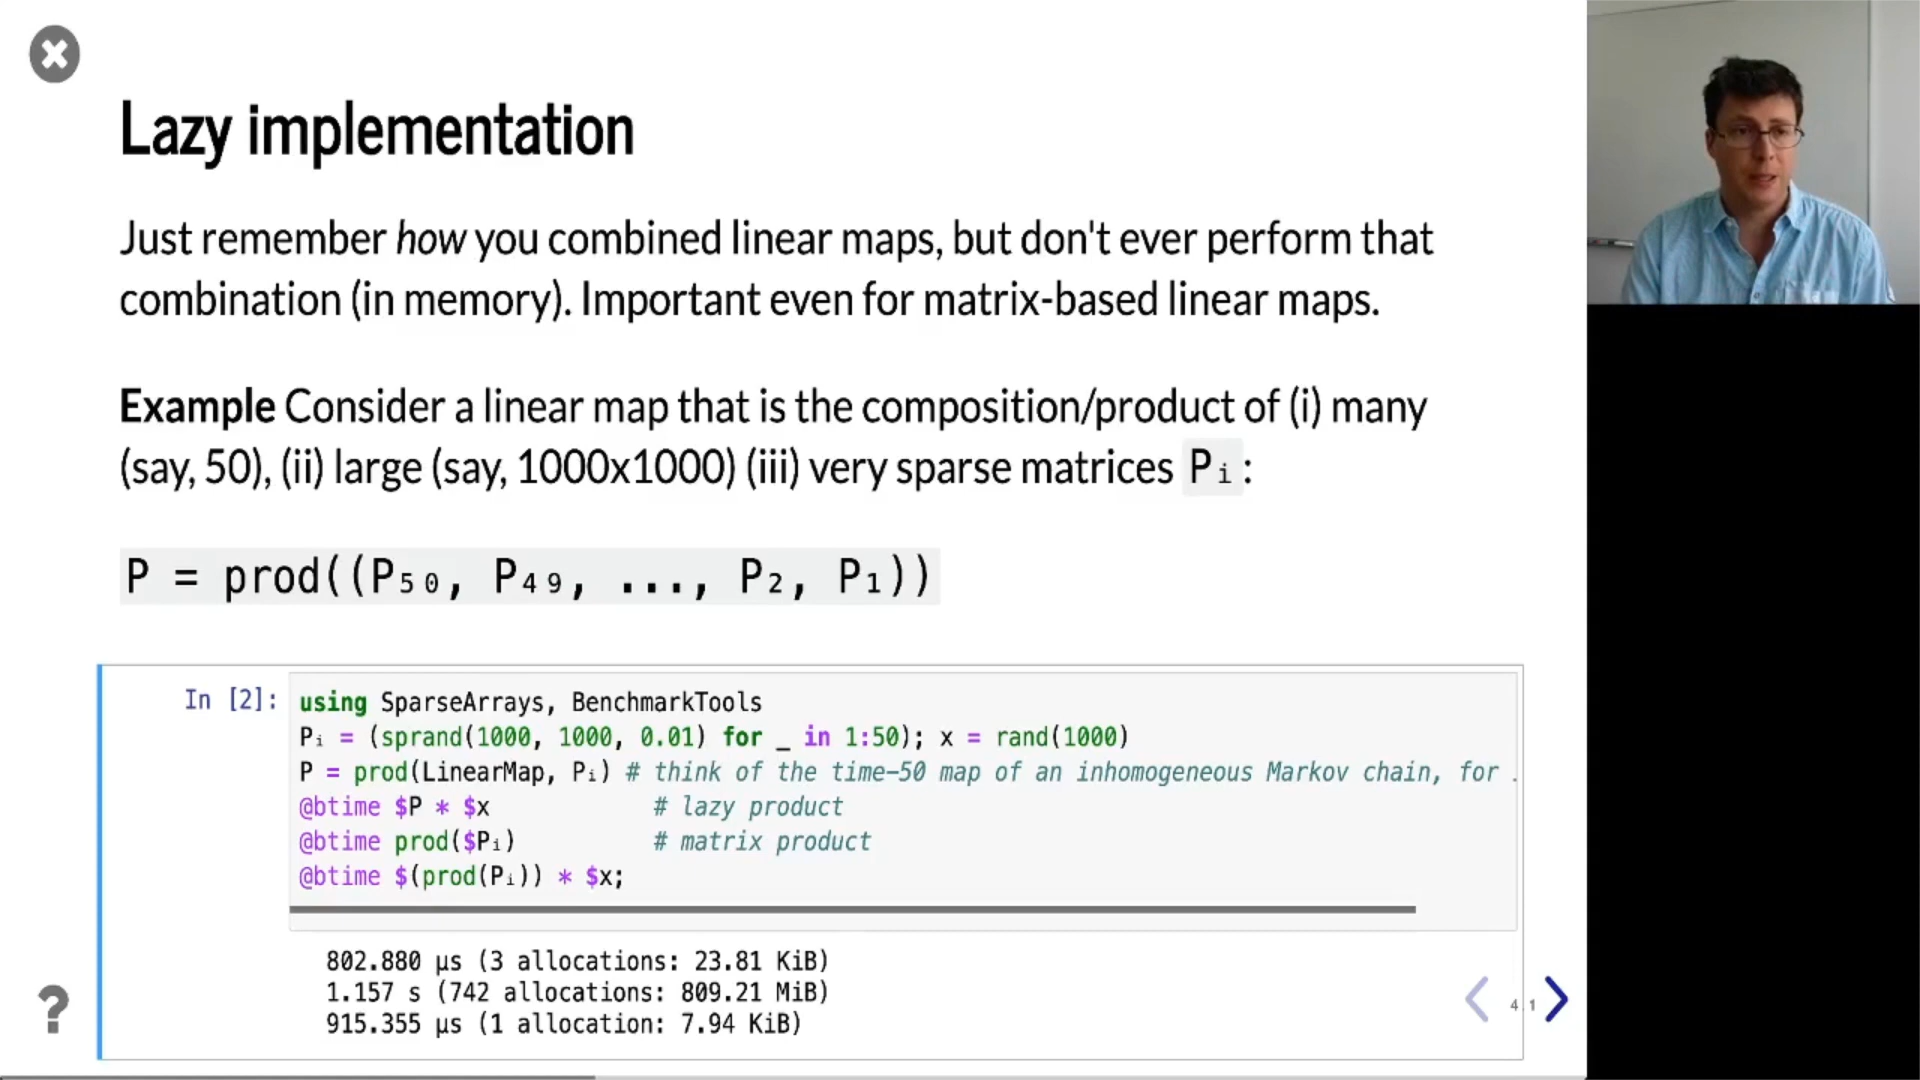 Lazy implementation
Just remember how you combined linear maps, but don't ever perform that
combination (in memory). Important even for matrix-based linear maps.
Example Consider a linear map that is the composition/product of (i) many
(say, 50), (ii) large (say, 1000x1000) (iii) very sparse matrices Pᵢ:
P = prod((P₅₀, P₄₉, ..., P₂, P₁))
In [2]: using SparseArrays, BenchmarkTools
Pᵢ = (sprand(1000, 1000, 0.01) for _ in 1:50); x = rand(1000)
P = prod(LinearMap, Pᵢ) # think of the time-50 map of an inhomogeneous Markov chain, for .
@btime $P * $x # lazy product
@btime prod($Pᵢ) # matrix product
@btime $(prod(Pᵢ)) * $x;
802.880 μs (3 allocations: 23.81 KiB)
1.157 s (742 allocations: 809.21 MiB)
915.355 μs (1 allocation: 7.94 KiB)
?
4.1